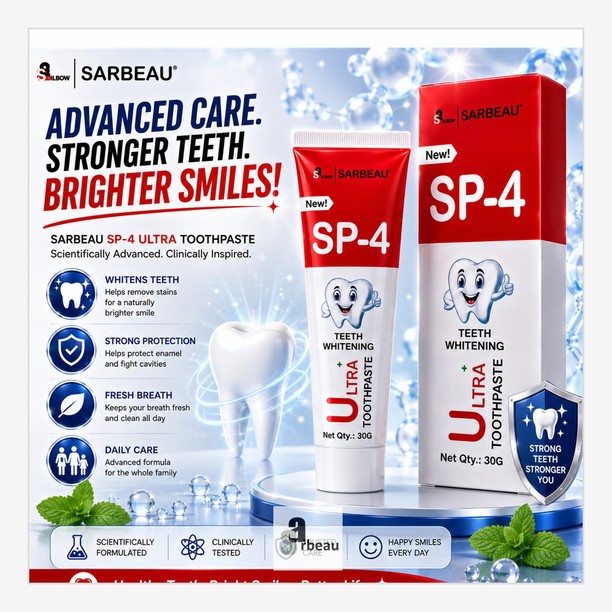 SALBOW | SARBEAU®
ADVANCED CARE.
STRONGER TEETH.
BRIGHTER SMILES!
SARBEAU SP-4 ULTRA TOOTHPASTE
Scientifically Advanced. Clinically Inspired.
WHITENS TEETH
Helps remove stains
for a naturally
brighter smile
STRONG PROTECTION
Helps protect enamel
and fight cavities
FRESH BREATH
Keeps your breath fresh
and clean all day
DAILY CARE
Advanced formula
for the whole family
SARBEAU®
New!
SP-4
TEETH
WHITENING
ULTRA+
TOOTHPASTE
Net Qty.: 30G
SARBEAU®
New!
SP-4
TEETH
WHITENING
ULTRA+
TOOTHPASTE
Net Qty.: 30G
STRONG
TEETH
STRONGER
YOU
SCIENTIFICALLY
FORMULATED
CLINICALLY
TESTED
arbeau
CARE
HAPPY SMILES
EVERY DAY